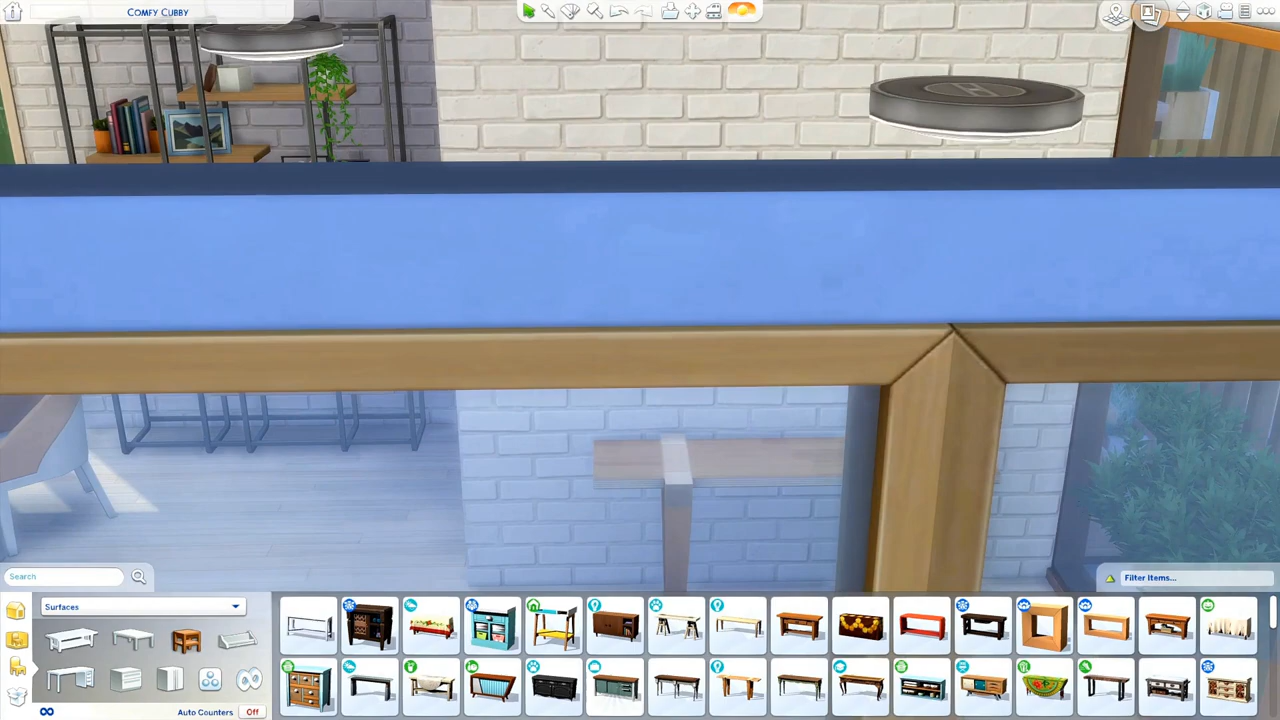 Comfy Cubby
Search
Filter Items...
Surfaces
Auto Counters
Off